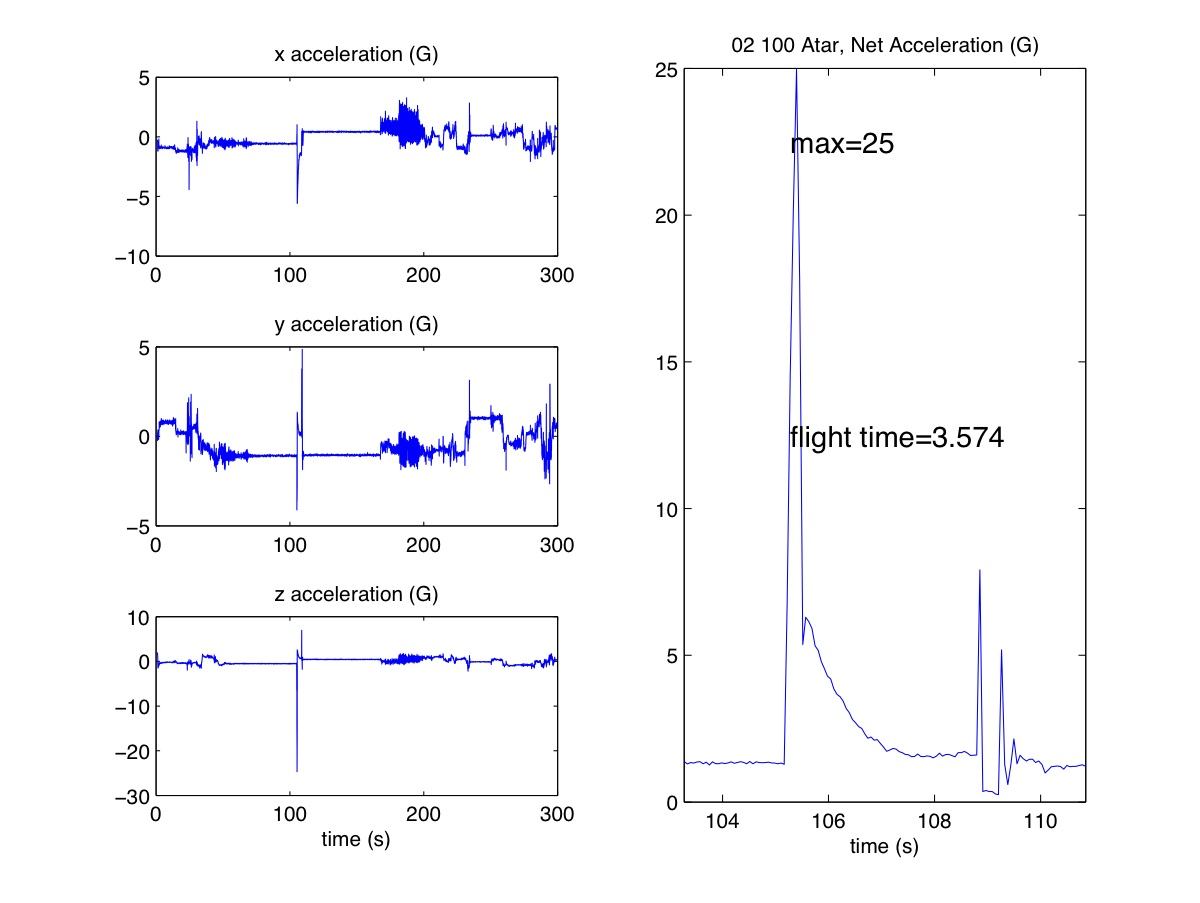 x acceleration (G)
5
0
−5
−10
0 100 200 300
y acceleration (G)
5
0
−5
0 100 200 300
z acceleration (G)
10
0
−10
−20
−30
0 100 200 300
time (s)
02 100 Atar, Net Acceleration (G)
25
max=25
20
15
flight time=3.574
10
5
0
104 106 108 110
time (s)